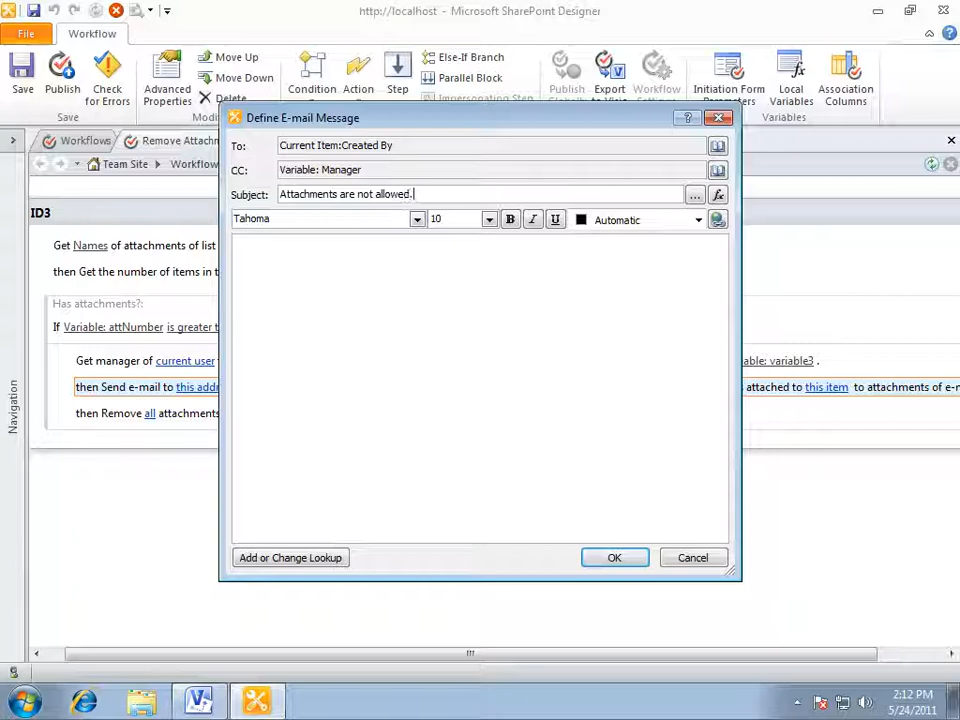 http://localhost - Microsoft SharePoint Designer
File
Workflow
Save
Publish
Check for Errors
Save
Advanced Properties
Move Up
Move Down
Delete
Condition
Action
Step
Else-If Branch
Parallel Block
Impersonation Step
Publish
Export
Workflow
Initiation Form
Local Variables
Association Columns
Variables
Workflows
Remove Attachm
Team Site
Workflow
ID3
Get Names of attachments of list
then Get the number of items in t
Has attachments?:
If Variable: attNumber is greater t
Get manager of current user
able: variable3 .
then Send e-mail to this addr
attached to this item to attachments of e-m
then Remove all attachments
Navigation
Define E-mail Message
To: Current Item:Created By
CC: Variable: Manager
Subject: Attachments are not allowed.
Tahoma
10
B
I
U
Automatic
Add or Change Lookup
OK
Cancel
2:12 PM
5/24/2011